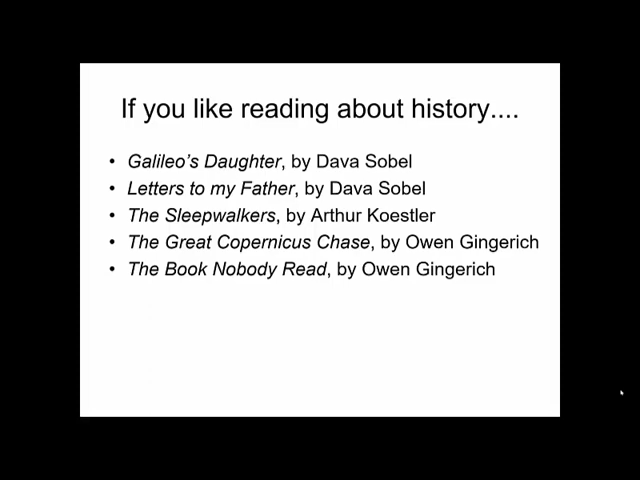 If you like reading about history....
• Galileo's Daughter, by Dava Sobel
• Letters to my Father, by Dava Sobel
• The Sleepwalkers, by Arthur Koestler
• The Great Copernicus Chase, by Owen Gingerich
• The Book Nobody Read, by Owen Gingerich